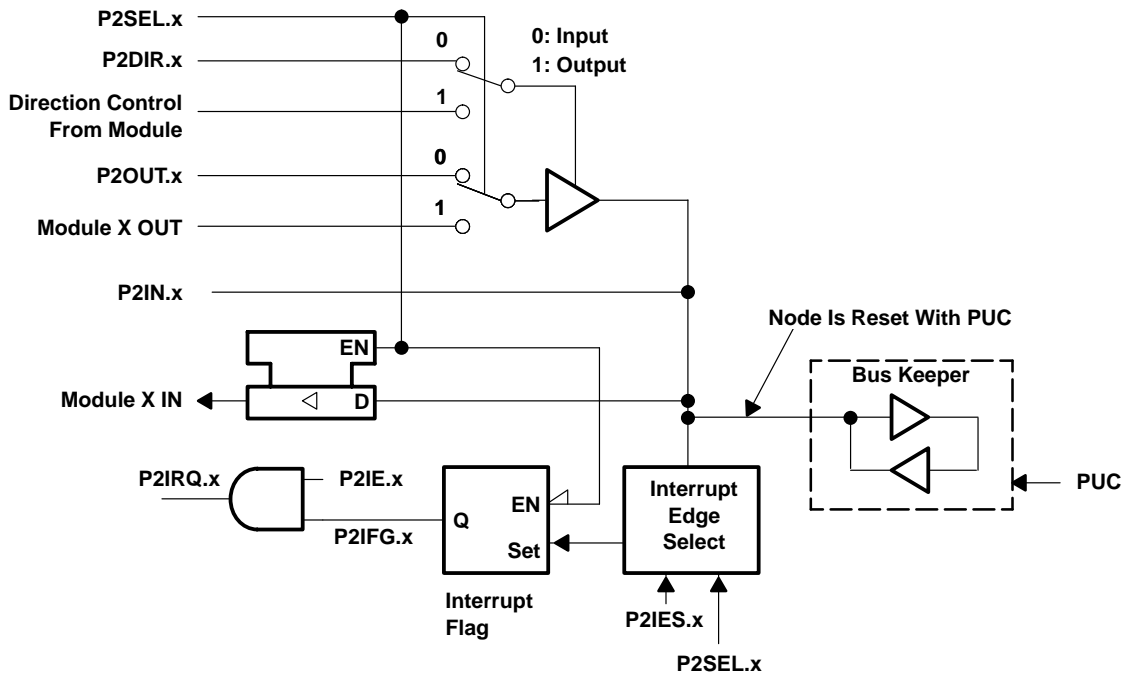 P2SEL.x
0
P2DIR.x
0: Input
1: Output
Direction Control
From Module
1
0
P2OUT.x
1
Module X OUT
P2IN.x
Node Is Reset With PUC
EN
Bus Keeper
Module X IN
D
P2IRQ.x
P2IE.x
P2IFG.x
Q
EN
Set
Interrupt
Edge
Select
PUC
Interrupt
Flag
P2IES.x
P2SEL.x